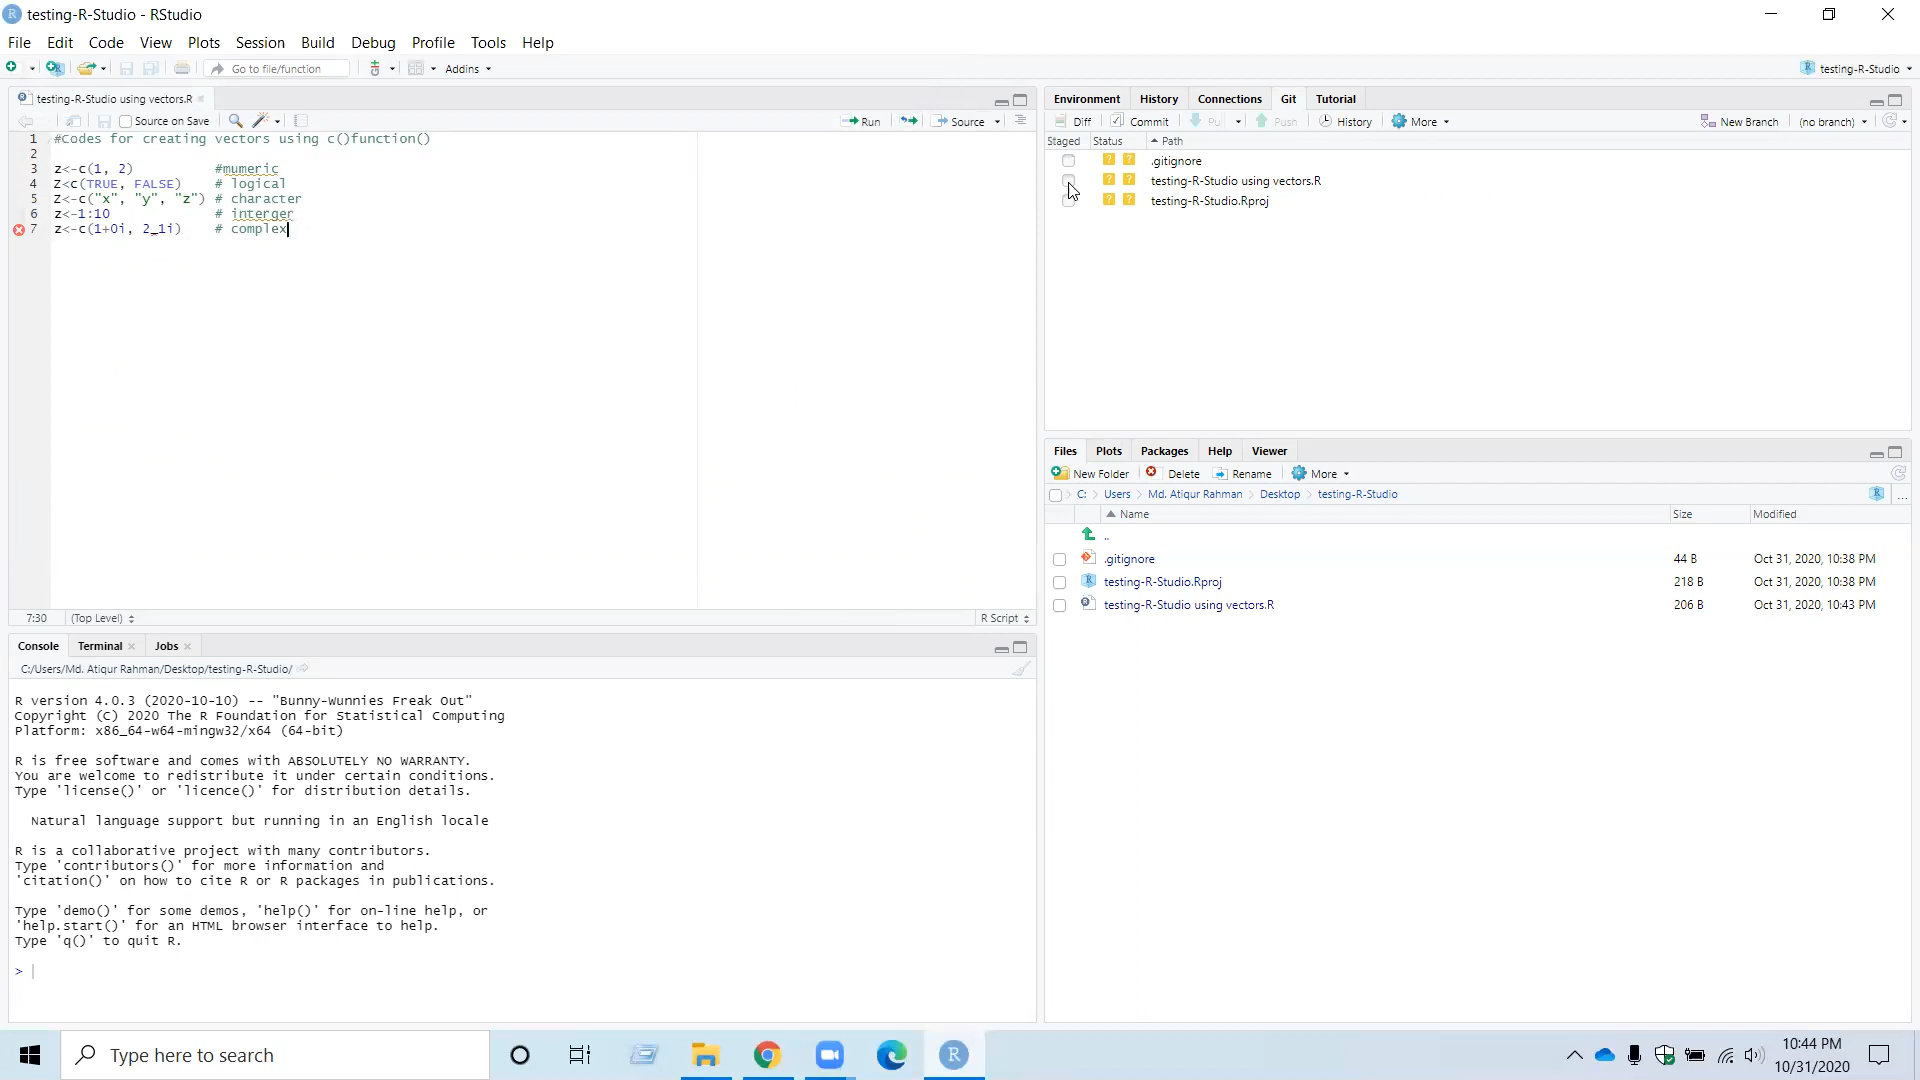 testing-R-Studio - RStudio
File Edit Code View Plots Session Build Debug Profile Tools Help
Go to file/function Addins testing-R-Studio
testing-R-Studio using vectors.R
Source on Save Run Source
1 #Codes for creating vectors using c()function()
2
3 z<-c(1, 2) #mumeric
4 Z<c(TRUE, FALSE) # logical
5 Z<-c("x", "y", "z") # character
6 z<-1:10 # interger
7 z<-c(1+0i, 2_1i) # complex
7:30 (Top Level) R Script
Console Terminal Jobs
C:/Users/Md. Atiqur Rahman/Desktop/testing-R-Studio/
R version 4.0.3 (2020-10-10) -- "Bunny-Wunnies Freak Out"
Copyright (C) 2020 The R Foundation for Statistical Computing
Platform: x86_64-w64-mingw32/x64 (64-bit)
R is free software and comes with ABSOLUTELY NO WARRANTY.
You are welcome to redistribute it under certain conditions.
Type 'license()' or 'licence()' for distribution details.
Natural language support but running in an English locale
R is a collaborative project with many contributors.
Type 'contributors()' for more information and
'citation()' on how to cite R or R packages in publications.
Type 'demo()' for some demos, 'help()' for on-line help, or
'help.start()' for an HTML browser interface to help.
Type 'q()' to quit R.
>
Environment History Connections Git Tutorial
Diff Commit Pu Push History More New Branch (no branch)
Staged Status Path
? ? .gitignore
? ? testing-R-Studio using vectors.R
? ? testing-R-Studio.Rproj
Files Plots Packages Help Viewer
New Folder Delete Rename More
C: > Users > Md. Atiqur Rahman > Desktop > testing-R-Studio ...
Name Size Modified
..
.gitignore 44 B Oct 31, 2020, 10:38 PM
testing-R-Studio.Rproj 218 B Oct 31, 2020, 10:38 PM
testing-R-Studio using vectors.R 206 B Oct 31, 2020, 10:43 PM
Type here to search
10:44 PM
10/31/2020